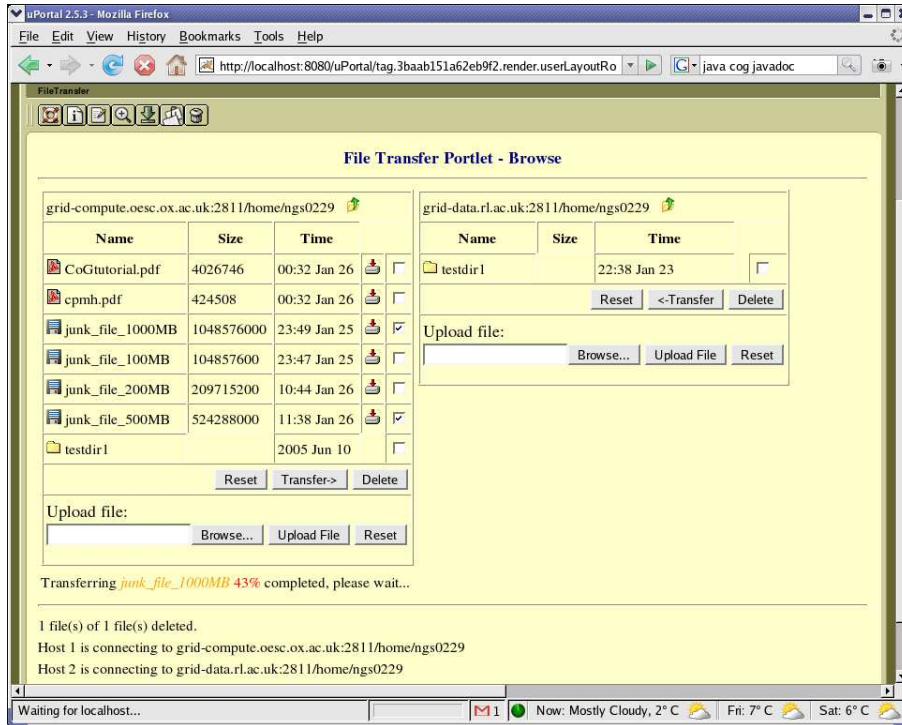 uPortal 2.5.3 - Mozilla Firefox
File Edit View History Bookmarks Tools Help
http://localhost:8080/uPortal/tag.3baab151a62eb9f2.render.userLayoutRo G java cog javadoc
FileTransfer
File Transfer Portlet - Browse
grid-compute.oesc.ox.ac.uk:2811/home/ngs0229
Name Size Time
CoGtutorial.pdf 4026746 00:32 Jan 26
cpmh.pdf 424508 00:32 Jan 26
junk_file_1000MB 1048576000 23:49 Jan 25
junk_file_100MB 104857600 23:47 Jan 25
junk_file_200MB 209715200 10:44 Jan 26
junk_file_500MB 524288000 11:38 Jan 26
testdir1 2005 Jun 10
Reset Transfer-> Delete
Upload file:
Browse... Upload File Reset
grid-data.rl.ac.uk:2811/home/ngs0229
Name Size Time
testdir1 22:38 Jan 23
Reset <-Transfer Delete
Upload file:
Browse... Upload File Reset
Transferring junk_file_1000MB 43% completed, please wait...
1 file(s) of 1 file(s) deleted.
Host 1 is connecting to grid-compute.oesc.ox.ac.uk:2811/home/ngs0229
Host 2 is connecting to grid-data.rl.ac.uk:2811/home/ngs0229
Waiting for localhost... M 1 Now: Mostly Cloudy, 2° C Fri: 7° C Sat: 6° C